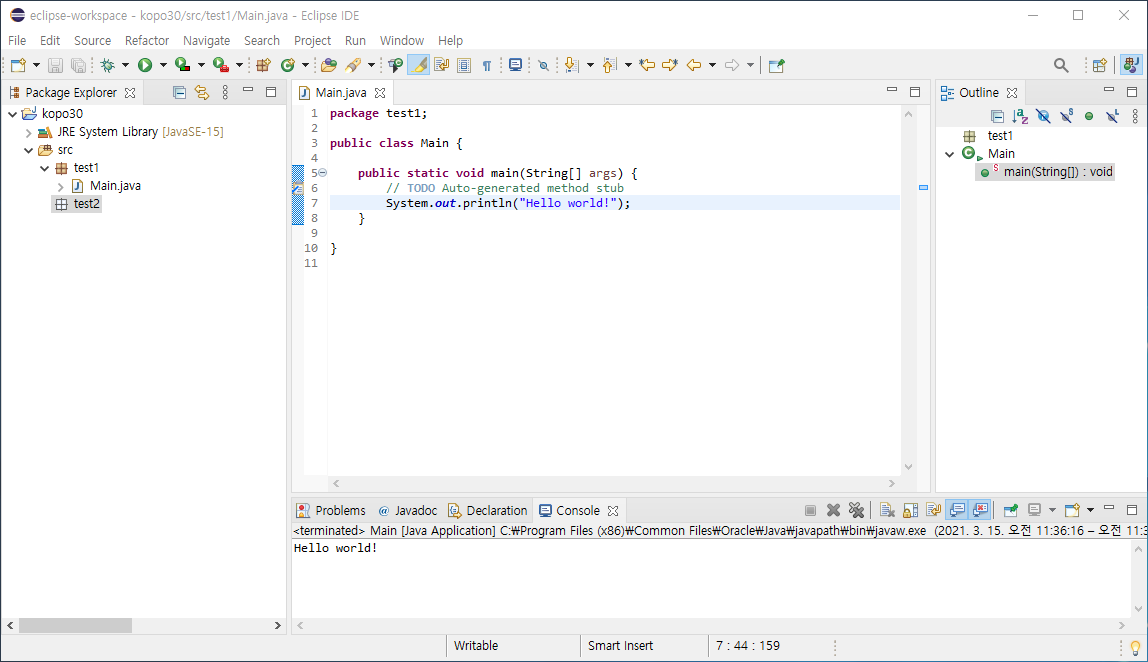 eclipse-workspace - kopo30/src/test1/Main.java - Eclipse IDE
File Edit Source Refactor Navigate Search Project Run Window Help
Package Explorer
kopo30
JRE System Library [JavaSE-15]
src
test1
Main.java
test2
Main.java
1 package test1;
2
3 public class Main {
4
5 public static void main(String[] args) {
6 // TODO Auto-generated method stub
7 System.out.println("Hello world!");
8 }
9
10 }
11
Outline
test1
Main
main(String[]) : void
Problems @ Javadoc Declaration Console
<terminated> Main [Java Application] C:₩Program Files (x86)₩Common Files₩Oracle₩Java₩javapath₩bin₩javaw.exe (2021. 3. 15. 오전 11:36:16 – 오전 11:3
Hello world!
Writable Smart Insert 7 : 44 : 159